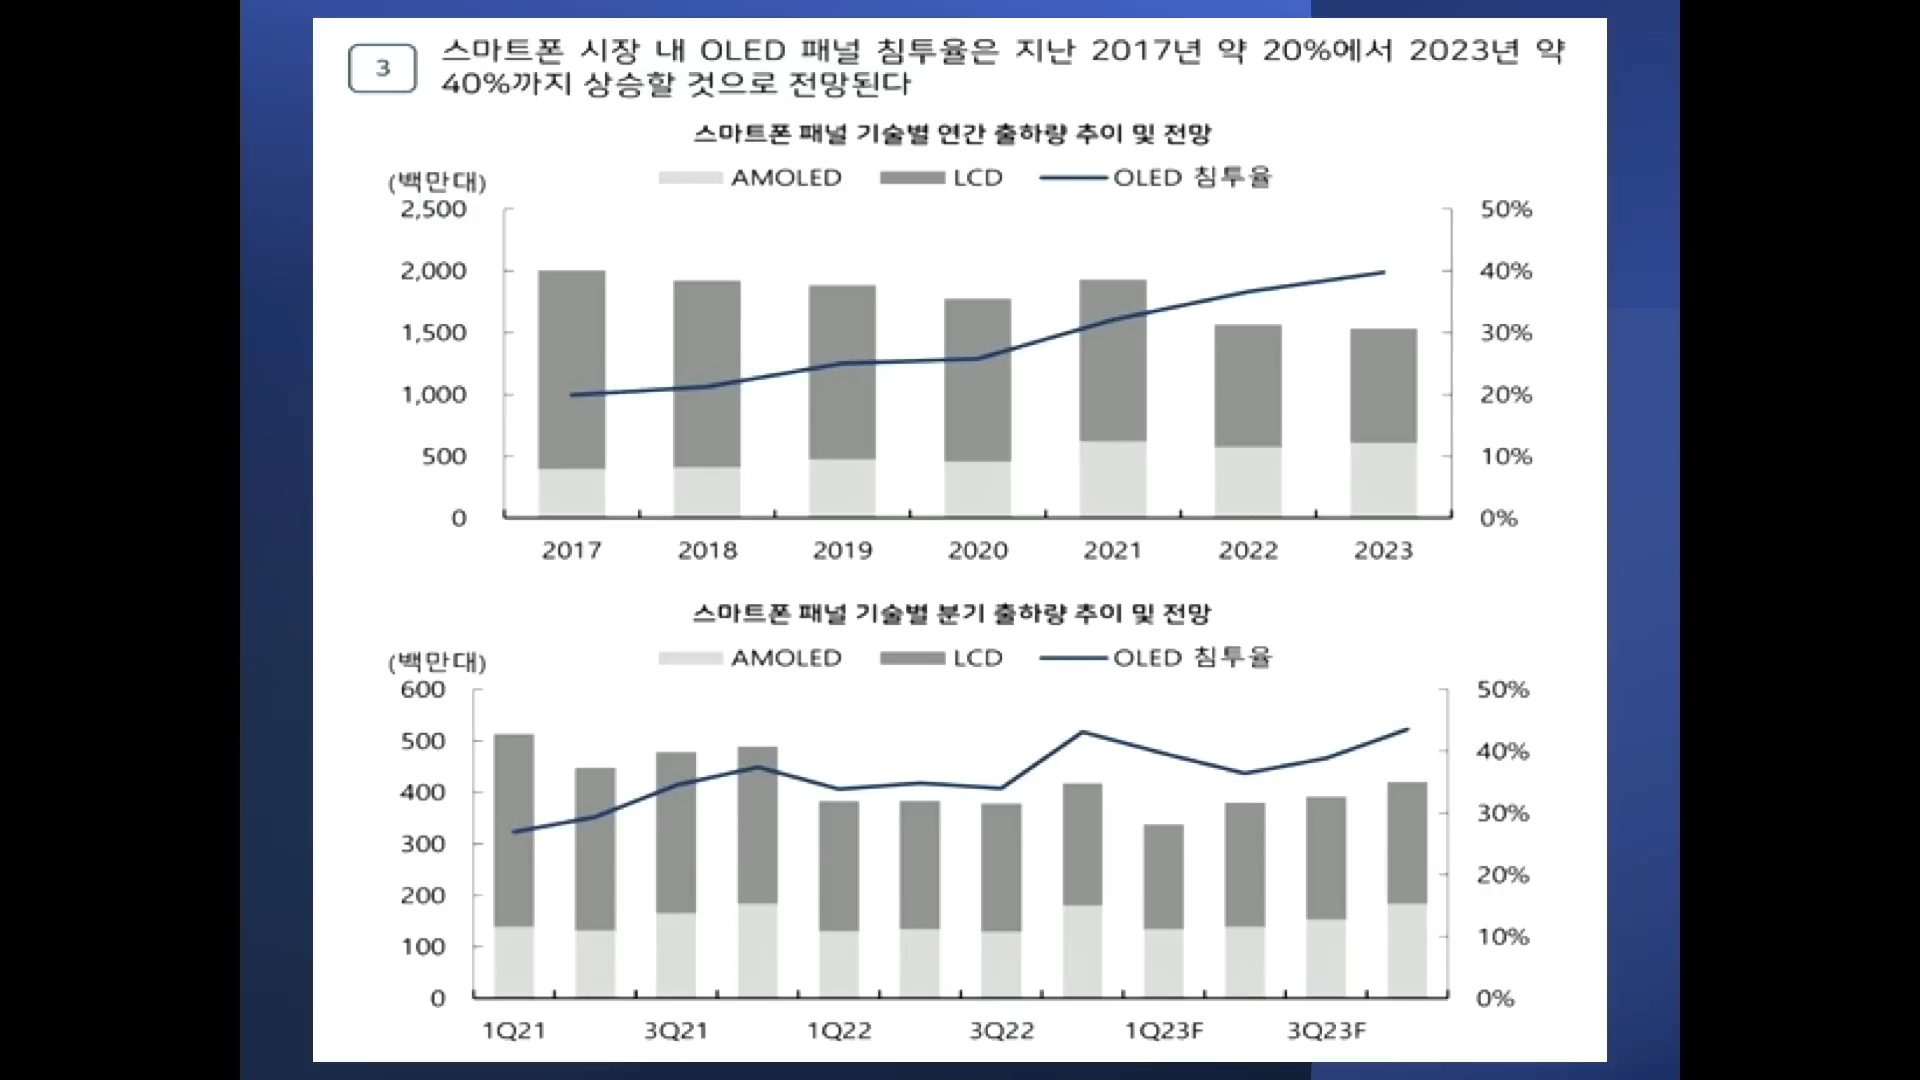 3
스마트폰 시장 내 OLED 패널 침투율은 지난 2017년 약 20%에서 2023년 약
40%까지 상승할 것으로 전망된다
스마트폰 패널 기술별 연간 출하량 추이 및 전망
(백만대)
AMOLED LCD OLED 침투율
2,500 50%
2,000 40%
1,500 30%
1,000 20%
500 10%
0 0%
2017 2018 2019 2020 2021 2022 2023
스마트폰 패널 기술별 분기 출하량 추이 및 전망
(백만대)
AMOLED LCD OLED 침투율
600 50%
500
40%
400
30%
300
20%
200
10%
100
0 0%
1Q21 3Q21 1Q22 3Q22 1Q23F 3Q23F